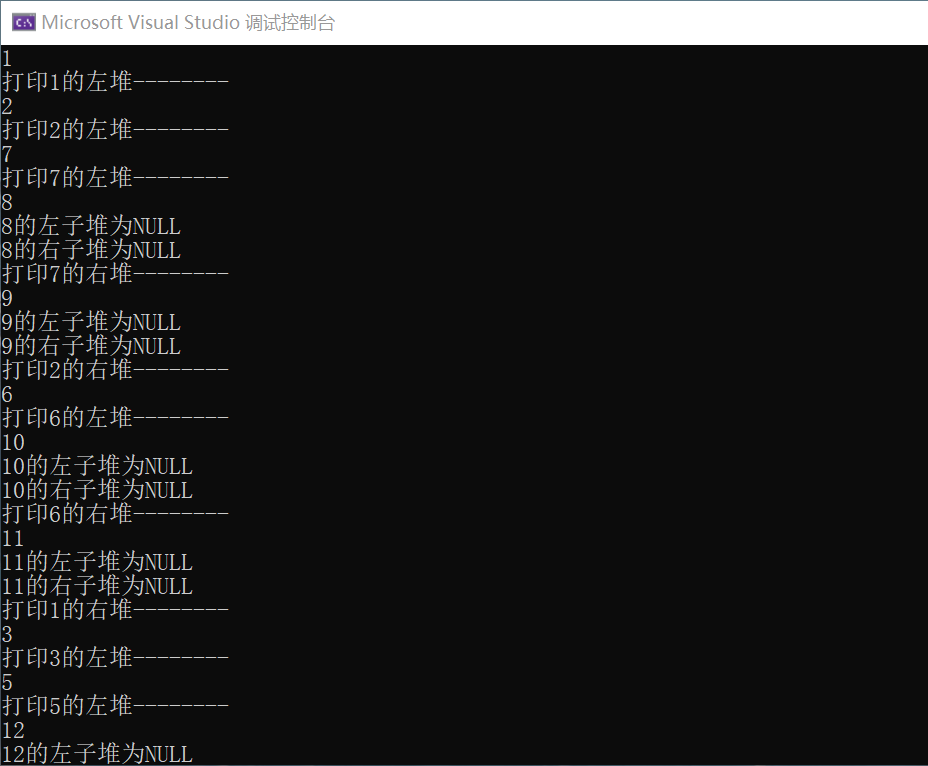 C:\ Microsoft Visual Studio 调试控制台
1
打印1的左堆--------
2
打印2的左堆--------
7
打印7的左堆--------
8
8的左子堆为NULL
8的右子堆为NULL
打印7的右堆--------
9
9的左子堆为NULL
9的右子堆为NULL
打印2的右堆--------
6
打印6的左堆--------
10
10的左子堆为NULL
10的右子堆为NULL
打印6的右堆--------
11
11的左子堆为NULL
11的右子堆为NULL
打印1的右堆--------
3
打印3的左堆--------
5
打印5的左堆--------
12
12的左子堆为NULL